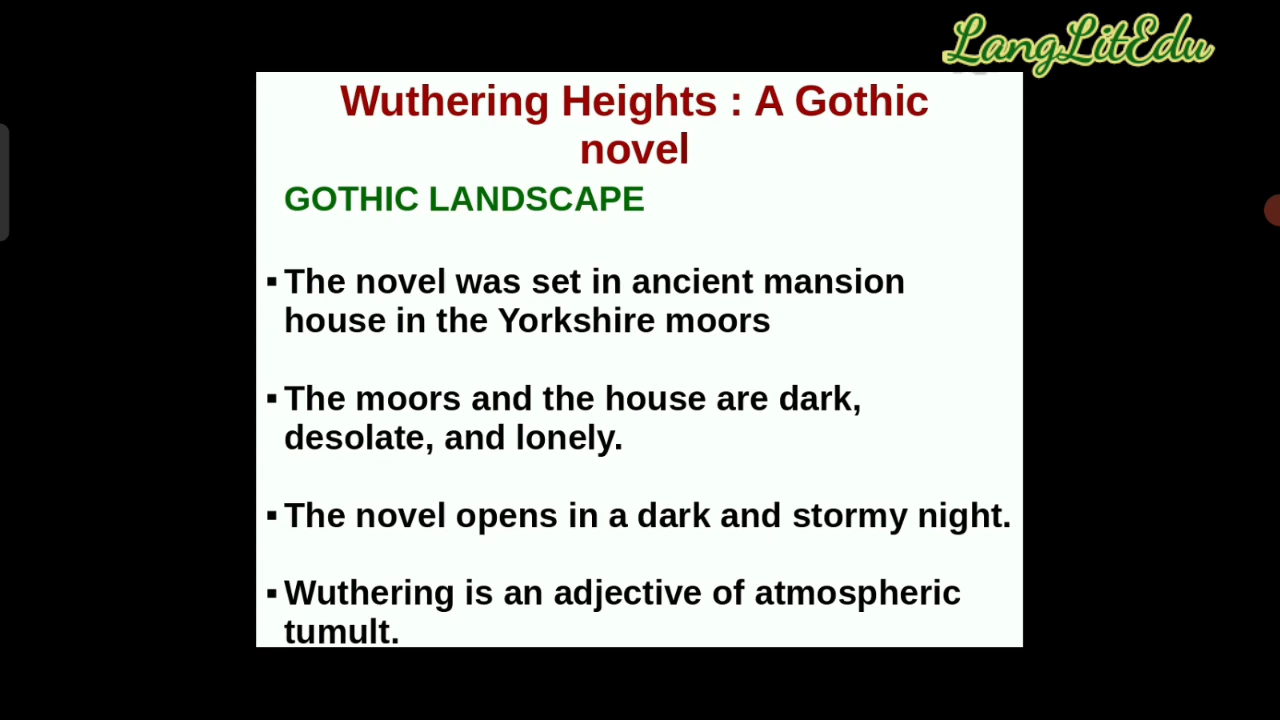 LangLitEdu
Wuthering Heights : A Gothic
novel
GOTHIC LANDSCAPE
▪ The novel was set in ancient mansion
house in the Yorkshire moors
▪ The moors and the house are dark,
desolate, and lonely.
▪ The novel opens in a dark and stormy night.
▪ Wuthering is an adjective of atmospheric
tumult.